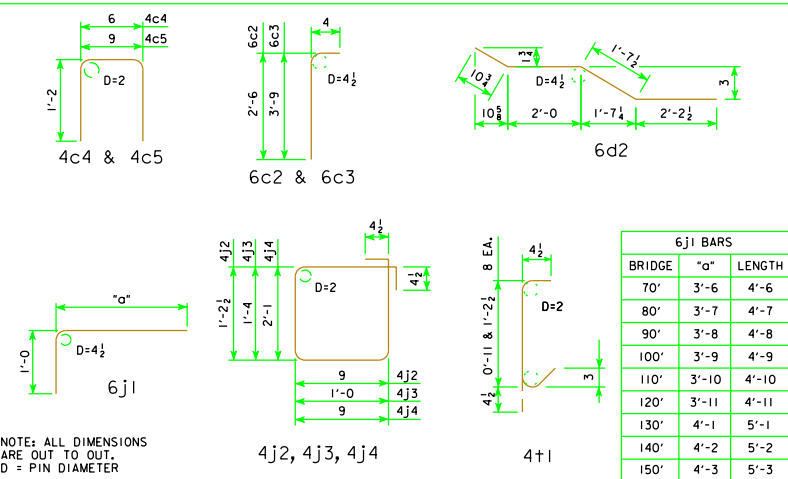 6 4c4
9 4c5
D=2
1'-2
4c4 & 4c5
6c2
6c3
4
D=4½
2'-6
3'-9
6c2 & 6c3
1¾
1'-7½
10¾
D=4½
3
10⅝ 2'-0 1'-7¼ 2'-2½
6d2
"a"
D=4½
1'-0
6j1
4j2
4j3
4j4
4½
4½
D=2
1'-2½
1'-4
2'-1
9 4j2
1'-0 4j3
9 4j4
4j2, 4j3, 4j4
8 EA.
4½
D=2
0'-11 & 1'-2½
3
4½
4t1
6j1 BARS
BRIDGE "a" LENGTH
70' 3'-6 4'-6
80' 3'-7 4'-7
90' 3'-8 4'-8
100' 3'-9 4'-9
110' 3'-10 4'-10
120' 3'-11 4'-11
130' 4'-1 5'-1
140' 4'-2 5'-2
150' 4'-3 5'-3
NOTE: ALL DIMENSIONS
ARE OUT TO OUT.
D = PIN DIAMETER